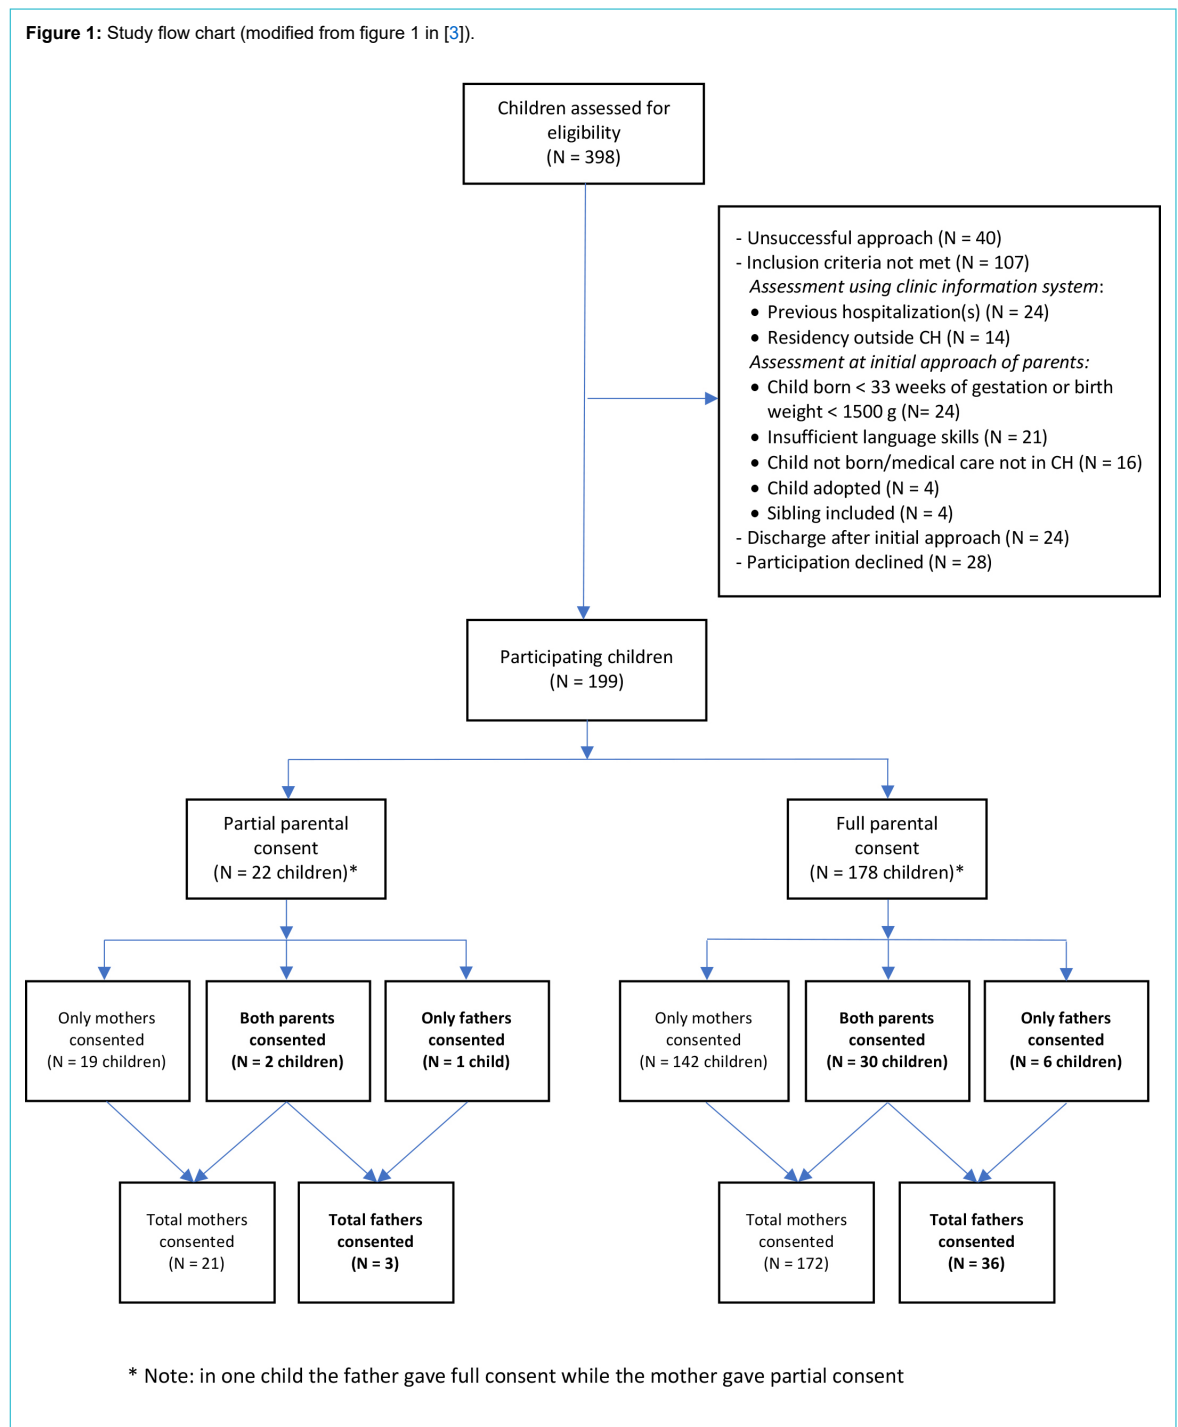 Figure 1: Study flow chart (modified from figure 1 in [3]).
Children assessed for
eligibility
(N = 398)
- Unsuccessful approach (N = 40)
- Inclusion criteria not met (N = 107)
Assessment using clinic information system:
• Previous hospitalization(s) (N = 24)
• Residency outside CH (N = 14)
Assessment at initial approach of parents:
• Child born < 33 weeks of gestation or birth
weight < 1500 g (N= 24)
• Insufficient language skills (N = 21)
• Child not born/medical care not in CH (N = 16)
• Child adopted (N = 4)
• Sibling included (N = 4)
- Discharge after initial approach (N = 24)
- Participation declined (N = 28)
Participating children
(N = 199)
Partial parental
consent
(N = 22 children)*
Full parental
consent
(N = 178 children)*
Only mothers
consented
(N = 19 children)
Both parents
consented
(N = 2 children)
Only fathers
consented
(N = 1 child)
Only mothers
consented
(N = 142 children)
Both parents
consented
(N = 30 children)
Only fathers
consented
(N = 6 children)
Total mothers
consented
(N = 21)
Total fathers
consented
(N = 3)
Total mothers
consented
(N = 172)
Total fathers
consented
(N = 36)
* Note: in one child the father gave full consent while the mother gave partial consent